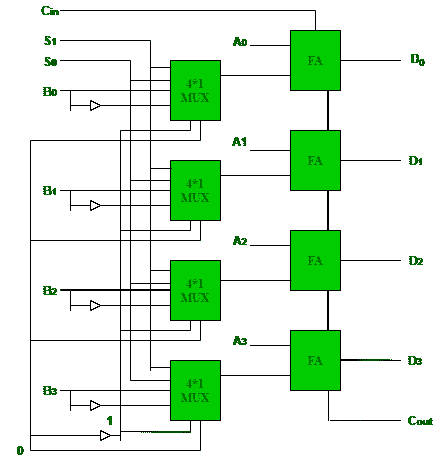 Cin
S1
S0
A0
FA
D0
4*1
MUX
B0
A1
FA
D1
4*1
MUX
B1
A2
FA
D2
4*1
MUX
B2
A3
FA
D3
4*1
MUX
B3
1
Cout
0